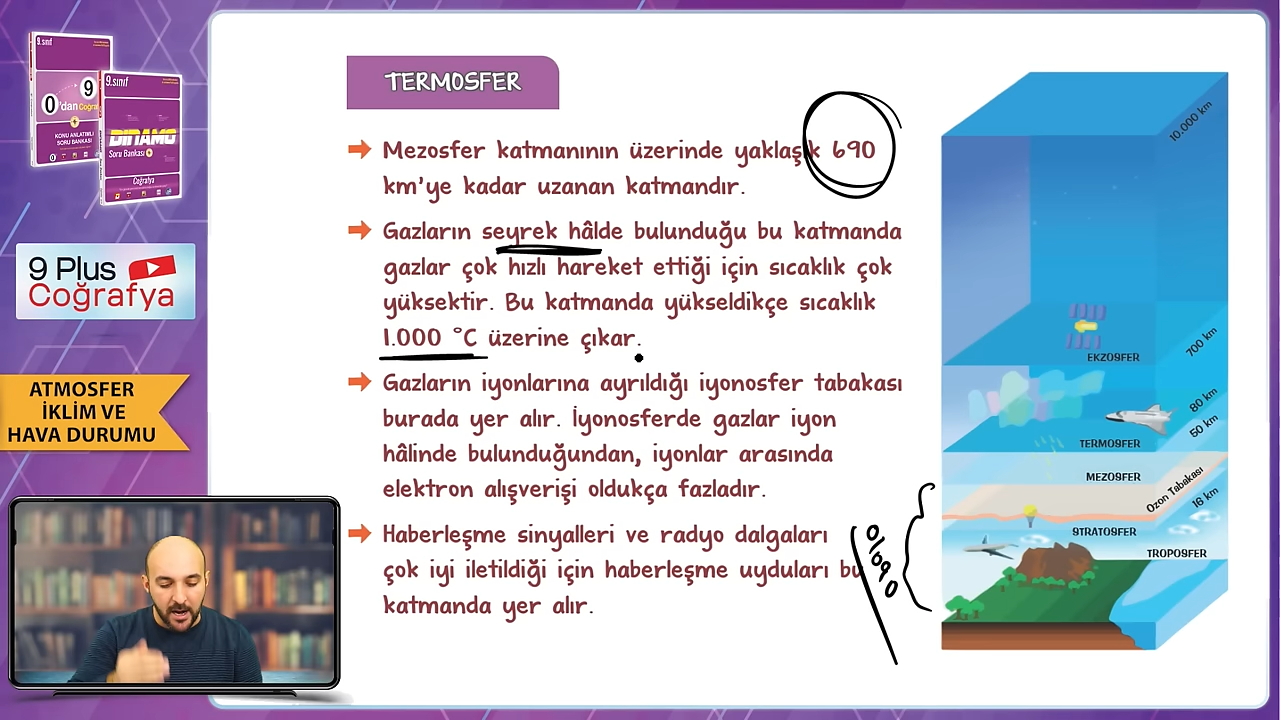 9.sınıf
0'dan Coğraf
9
KONU ANLATIMLI
SORU BANKASI
9.sınıf
DİNAMO
Soru Bankası
Coğrafya
9 Plus
Coğrafya
ATMOSFER
İKLİM VE
HAVA DURUMU
TERMOSFER
Mezosfer katmanının üzerinde yaklaşık 690
km'ye kadar uzanan katmandır.
Gazların seyrek hâlde bulunduğu bu katmanda
gazlar çok hızlı hareket ettiği için sıcaklık çok
yüksektir. Bu katmanda yükseldikçe sıcaklık
1.000 °C üzerine çıkar.
Gazların iyonlarına ayrıldığı iyonosfer tabakası
burada yer alır. İyonosferde gazlar iyon
hâlinde bulunduğundan, iyonlar arasında
elektron alışverişi oldukça fazladır.
Haberleşme sinyalleri ve radyo dalgaları
çok iyi iletildiği için haberleşme uyduları bu
katmanda yer alır.
10.000 km
EKZOSFER
700 km
80 km
TERMOSFER
50 km
MEZOSFER
Ozon Tabakası
STRATOSFER
16 km
TROPOSFER